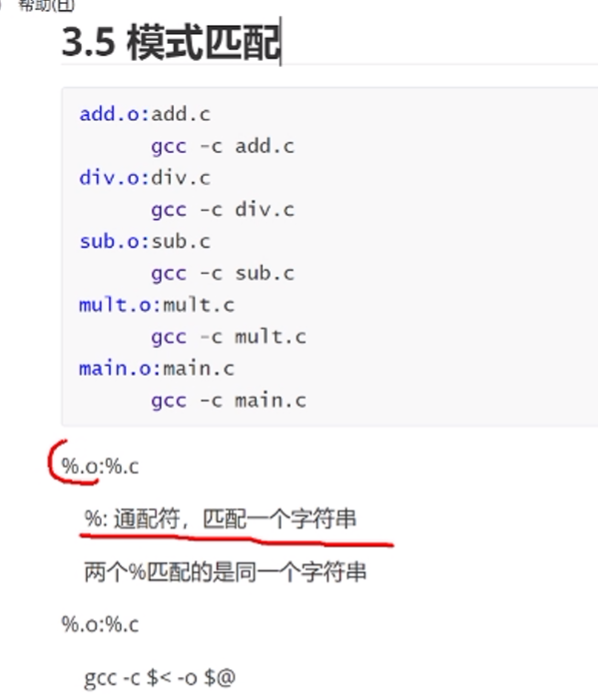 帮助(H)
3.5 模式匹配
add.o:add.c
gcc -c add.c
div.o:div.c
gcc -c div.c
sub.o:sub.c
gcc -c sub.c
mult.o:mult.c
gcc -c mult.c
main.o:main.c
gcc -c main.c
%.o:%.c
%: 通配符，匹配一个字符串
两个%匹配的是同一个字符串
%.o:%.c
gcc -c $< -o $@